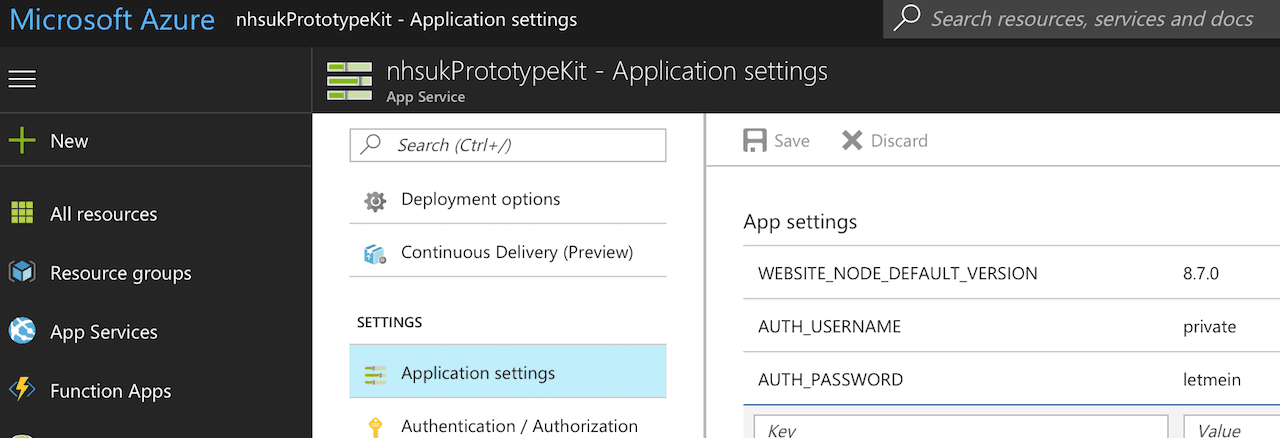 Microsoft Azure nhsukPrototypeKit - Application settings
Search resources, services and docs
nhsukPrototypeKit - Application settings
App Service
New
All resources
Resource groups
App Services
Function Apps
Search (Ctrl+/)
Deployment options
Continuous Delivery (Preview)
SETTINGS
Application settings
Authentication / Authorization
Save Discard
App settings
WEBSITE_NODE_DEFAULT_VERSION 8.7.0
AUTH_USERNAME private
AUTH_PASSWORD letmein
Key Value